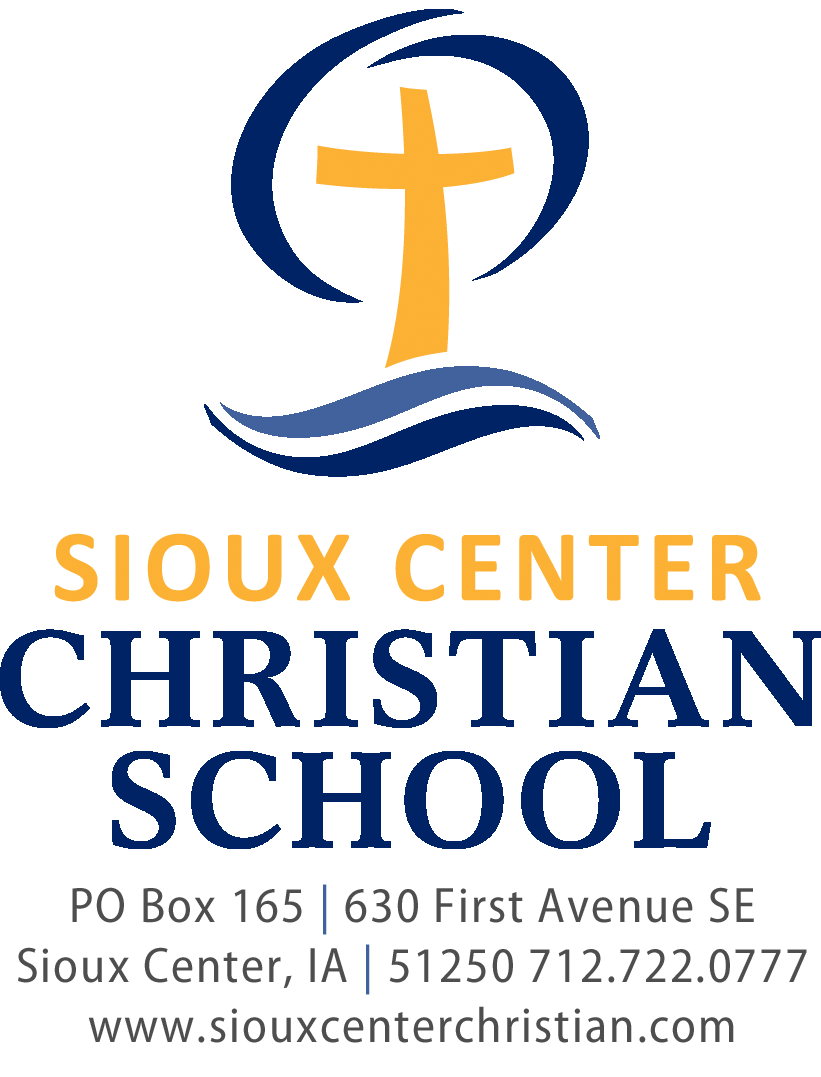 SIOUX CENTER
CHRISTIAN
SCHOOL
PO Box 165 | 630 First Avenue SE
Sioux Center, IA | 51250 712.722.0777
www.siouxcenterchristian.com